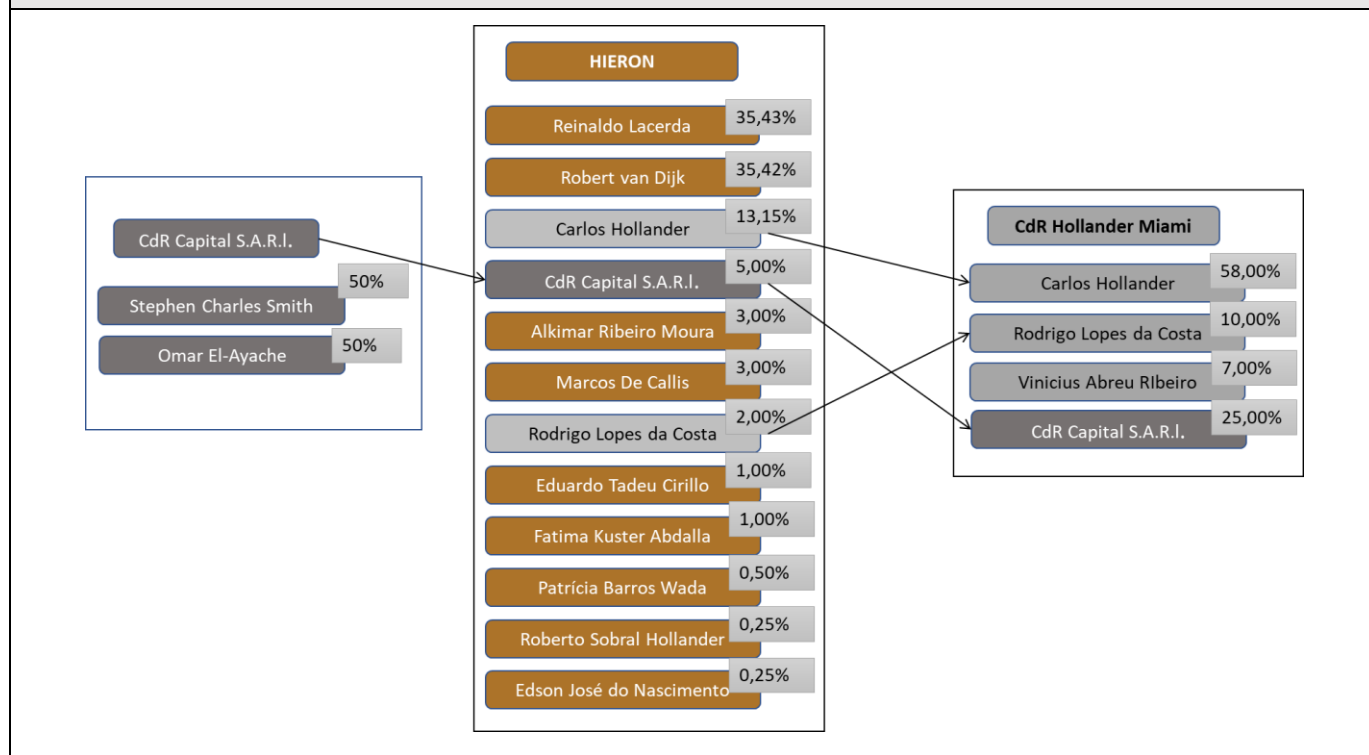 CdR Capital S.A.R.l.
Stephen Charles Smith
50%
Omar El-Ayache
50%
HIERON
Reinaldo Lacerda
35,43%
Robert van Dijk
35,42%
Carlos Hollander
13,15%
CdR Capital S.A.R.l.
5,00%
Alkimar Ribeiro Moura
3,00%
Marcos De Callis
3,00%
Rodrigo Lopes da Costa
2,00%
Eduardo Tadeu Cirillo
1,00%
Fatima Kuster Abdalla
1,00%
Patrícia Barros Wada
0,50%
Roberto Sobral Hollander
0,25%
Edson José do Nascimento
0,25%
CdR Hollander Miami
Carlos Hollander
58,00%
Rodrigo Lopes da Costa
10,00%
Vinicius Abreu RIbeiro
7,00%
CdR Capital S.A.R.l.
25,00%